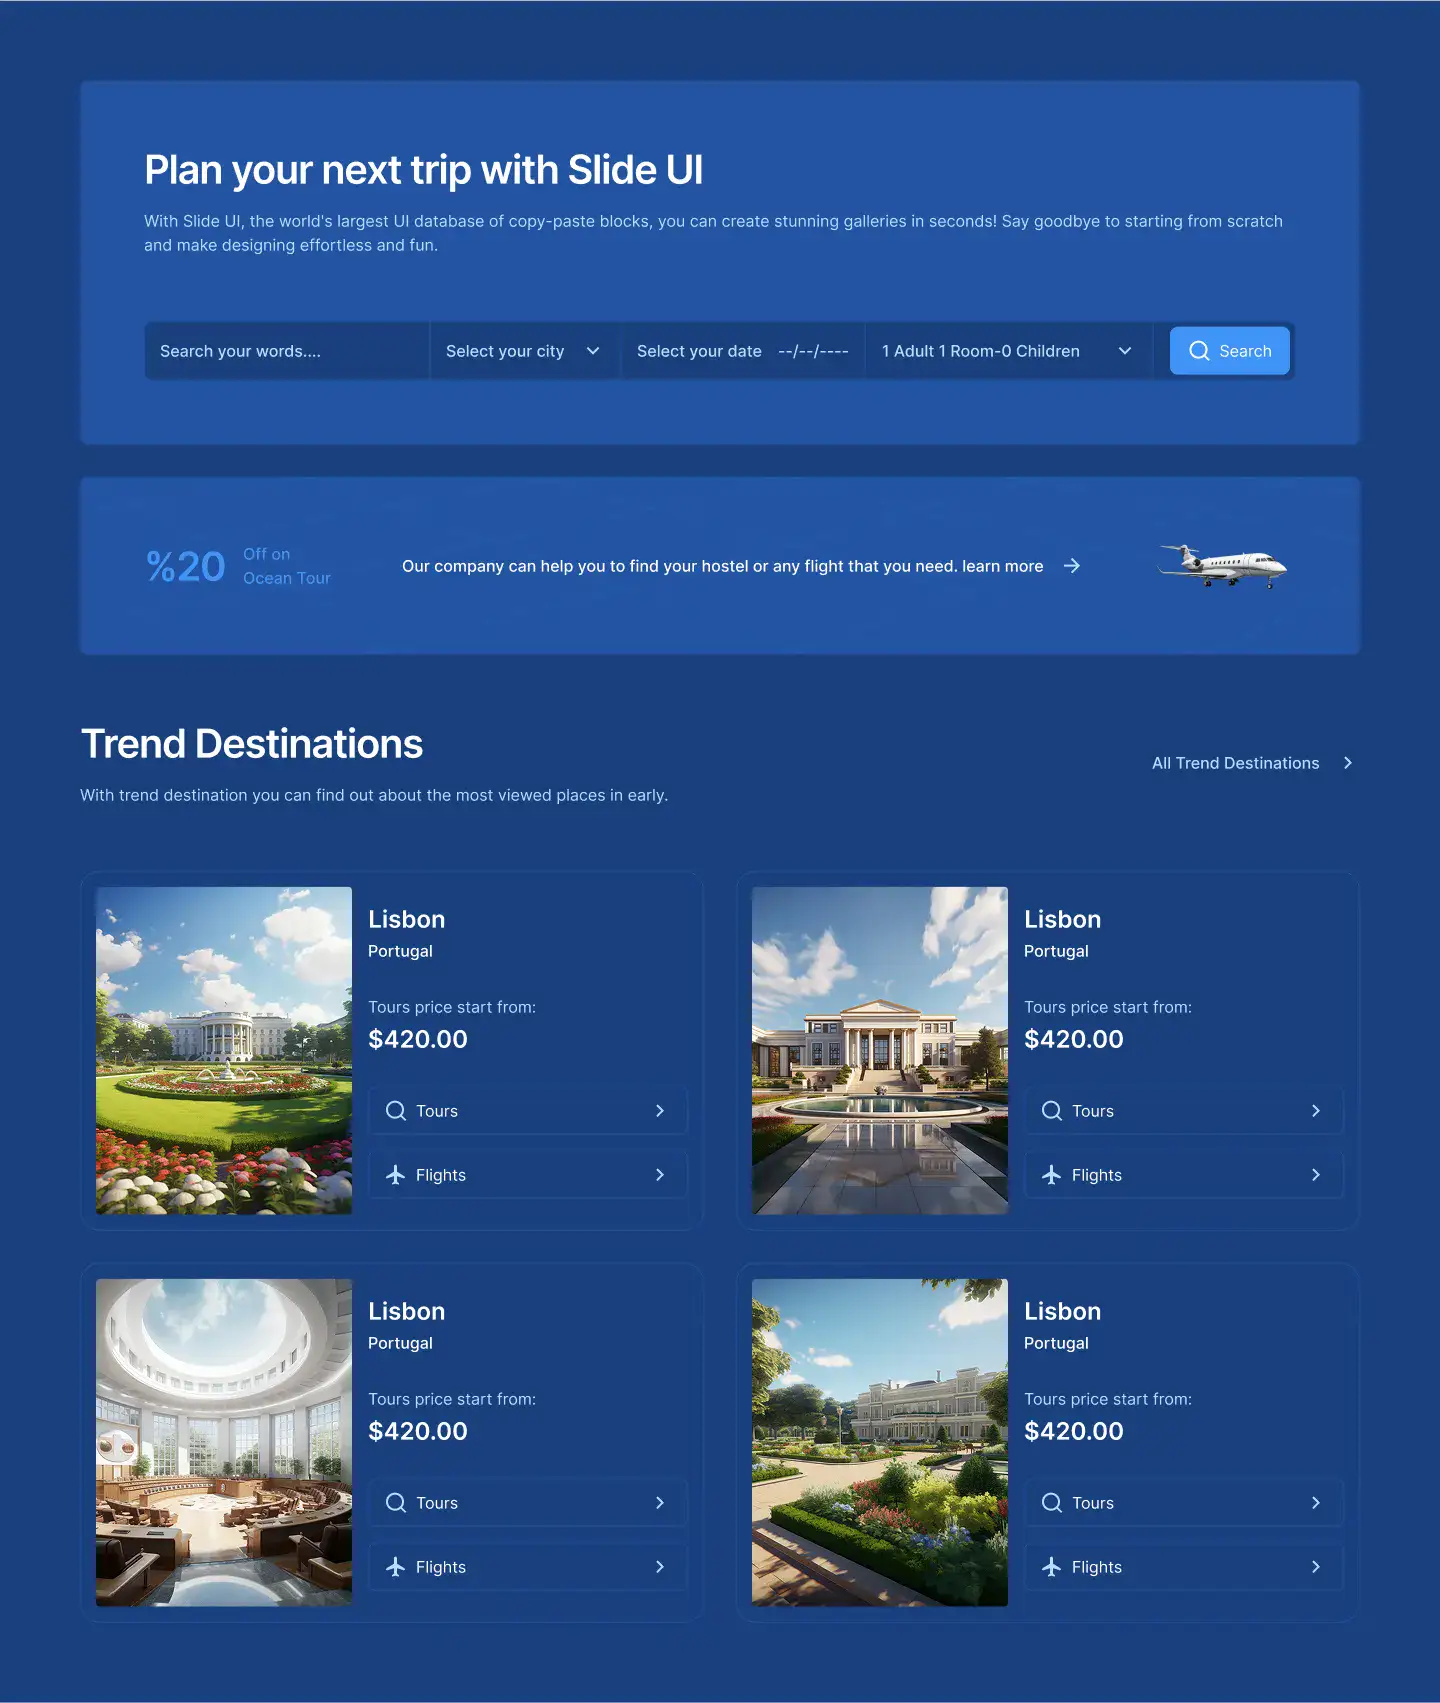 Plan your next trip with Slide UI
With Slide UI, the world's largest UI database of copy-paste blocks, you can create stunning galleries in seconds! Say goodbye to starting from scratch
and make designing effortless and fun.
Search your words....
Select your city
Select your date --/--/----
1 Adult 1 Room-0 Children
Search
%20
Off on
Ocean Tour
Our company can help you to find your hostel or any flight that you need. learn more
Trend Destinations
With trend destination you can find out about the most viewed places in early.
All Trend Destinations
Lisbon
Portugal
Tours price start from:
$420.00
Tours
Flights
Lisbon
Portugal
Tours price start from:
$420.00
Tours
Flights
Lisbon
Portugal
Tours price start from:
$420.00
Tours
Flights
Lisbon
Portugal
Tours price start from:
$420.00
Tours
Flights